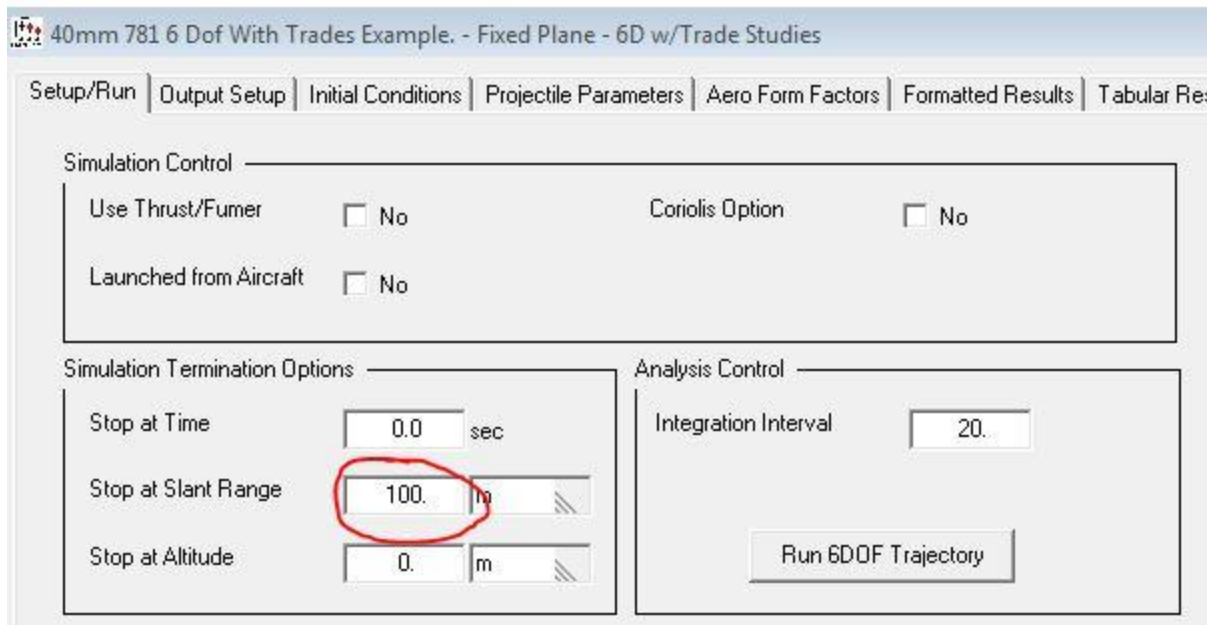 40mm 781 6 Dof With Trades Example. - Fixed Plane - 6D w/Trade Studies
Setup/Run Output Setup Initial Conditions Projectile Parameters Aero Form Factors Formatted Results Tabular Res
Simulation Control
Use Thrust/Fumer No Coriolis Option No
Launched from Aircraft No
Simulation Termination Options Analysis Control
Stop at Time 0.0 sec Integration Interval 20.
Stop at Slant Range 100. m
Stop at Altitude 0. m Run 6DOF Trajectory